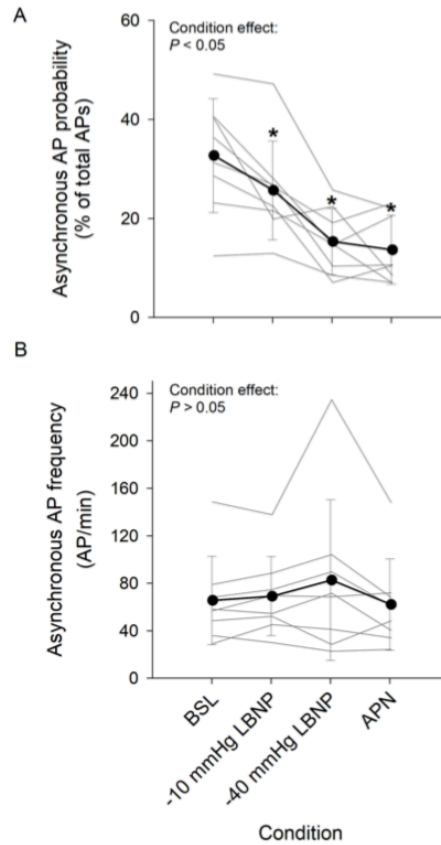 A
Condition effect:
P < 0.05
Asynchronous AP probability
(% of total APs)
60
40
20
0
*
*
*
B
Condition effect:
P > 0.05
Asynchronous AP frequency
(AP/min)
240
200
160
120
80
40
0
BSL
-10 mmHg LBNP
-40 mmHg LBNP
APN
Condition